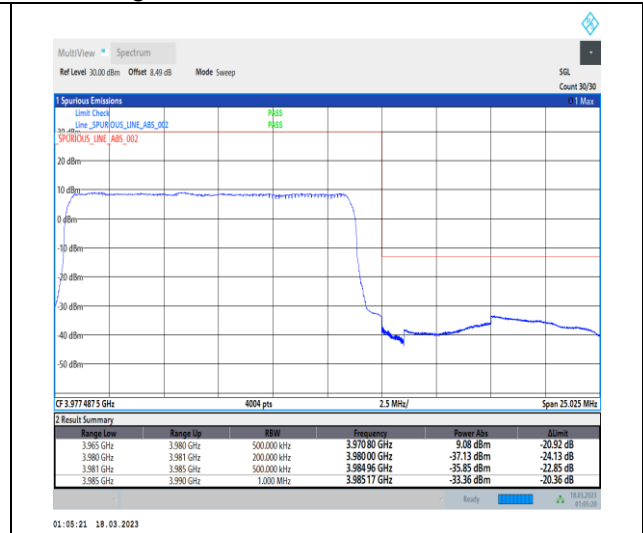 MultiView Spectrum
Ref Level 30.00 dBm Offset 8.49 dB Mode Sweep SGL
Count 30/30
1 Spurious Emissions 1 Max
Limit Check PASS
Line _SPURIOUS_LINE_ABS_002 PASS
30 dBm
_SPURIOUS_LINE_ABS_002
20 dBm
10 dBm
0 dBm
-10 dBm
-20 dBm
-30 dBm
-40 dBm
-50 dBm
CF 3.977 487 5 GHz 4004 pts 2.5 MHz/ Span 25.025 MHz
2 Result Summary
Range Low Range Up RBW Frequency Power Abs ΔLimit
3.965 GHz 3.980 GHz 500.000 kHz 3.970 80 GHz 9.08 dBm -20.92 dB
3.980 GHz 3.981 GHz 200.000 kHz 3.980 00 GHz -37.13 dBm -24.13 dB
3.981 GHz 3.985 GHz 500.000 kHz 3.984 96 GHz -35.85 dBm -22.85 dB
3.985 GHz 3.990 GHz 1.000 MHz 3.985 17 GHz -33.36 dBm -20.36 dB
Ready 18.03.2023
01:05:20
01:05:21 18.03.2023